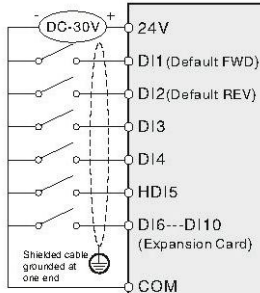 - DC-30V + 24V
DI1 (Default FWD)
DI2 (Default REV)
DI3
DI4
HDI5
DI6---DI10
(Expansion Card)
Shielded cable
grounded at
one end
COM